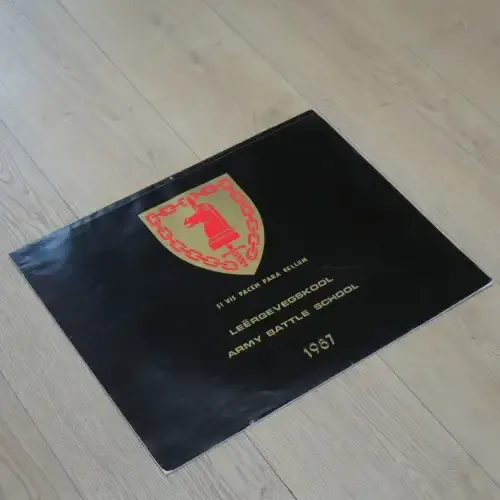 SI VIS PACEM PARA BELLUM
LEËRGEVEGSKOOL
ARMY BATTLE SCHOOL
1987